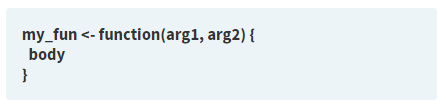 my_fun <- function(arg1, arg2) {
  body
}